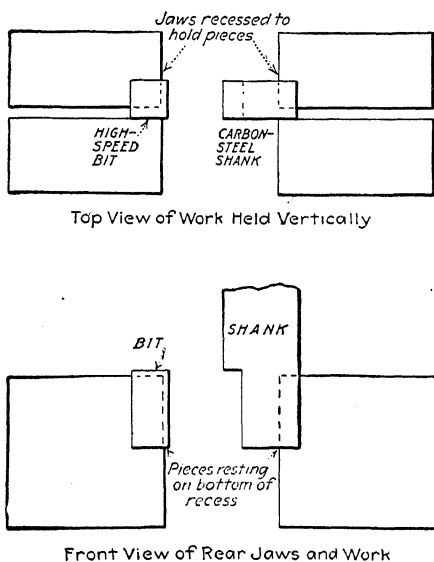 Jaws recessed to
hold pieces
HIGH-
SPEED
BIT
CARBON-
STEEL
SHANK
Top View of Work Held Vertically
SHANK
BIT
Pieces resting
on bottom of
recess
Front View of Rear Jaws and Work